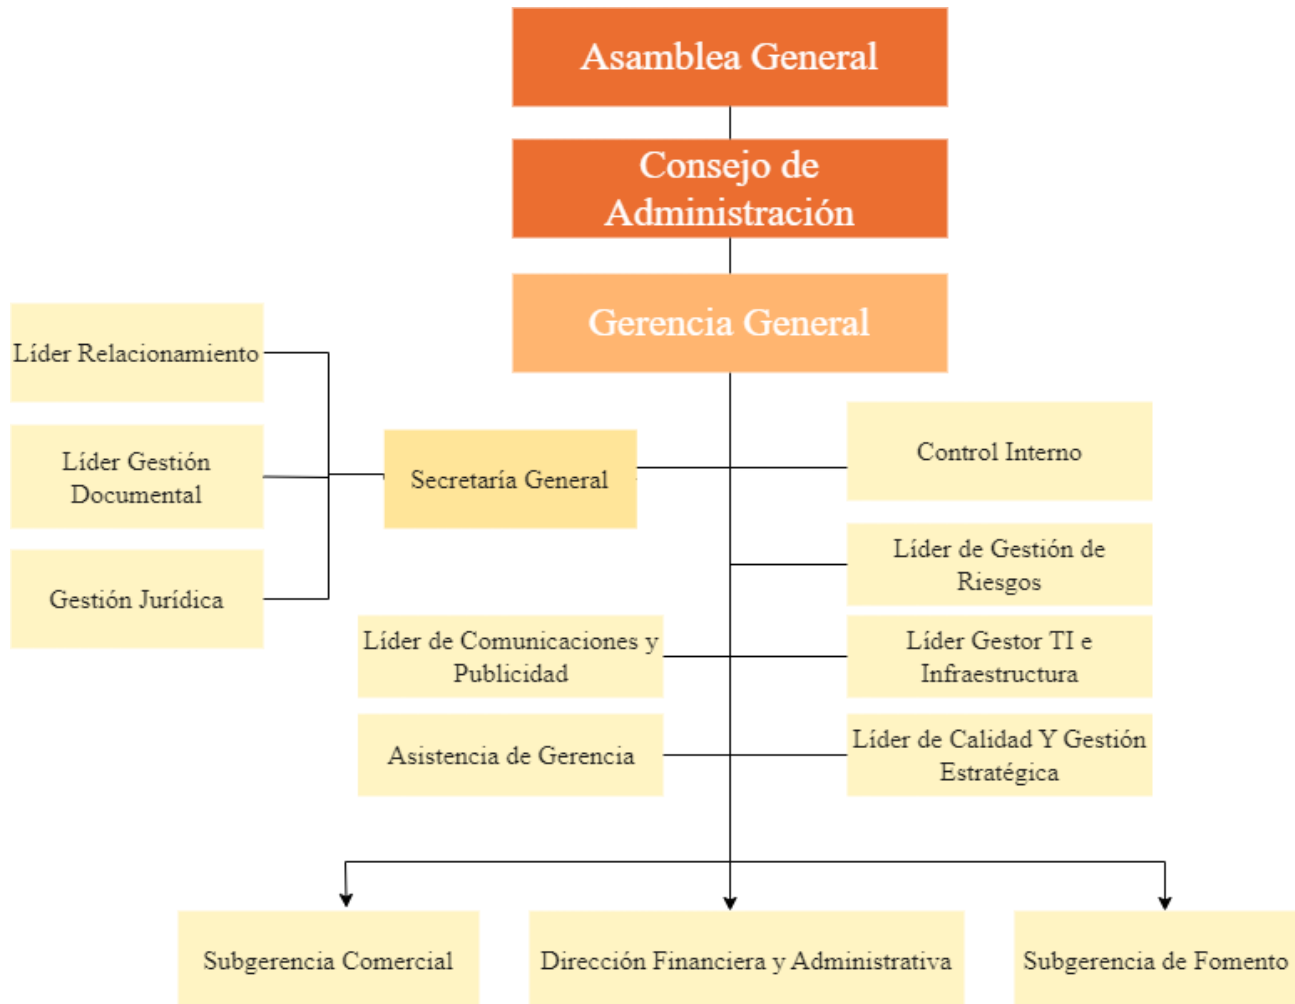 Asamblea General
Consejo de
Administración
Gerencia General
Líder Relacionamiento
Líder Gestión
Documental
Gestión Jurídica
Secretaría General
Control Interno
Líder de Gestión de
Riesgos
Líder de Comunicaciones y
Publicidad
Líder Gestor TI e
Infraestructura
Asistencia de Gerencia
Líder de Calidad Y Gestión
Estratégica
Subgerencia Comercial
Dirección Financiera y Administrativa
Subgerencia de Fomento